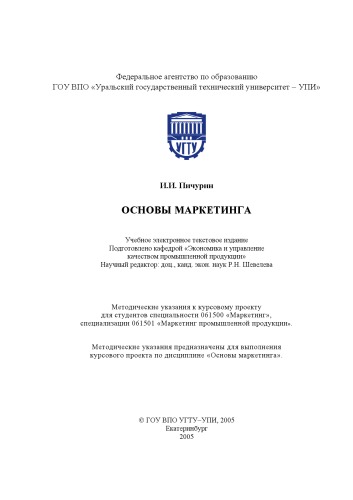 Федеральное агентство по образованию
ГОУ ВПО «Уральский государственный технический университет – УПИ»
УГТУ
И.И. Пичурин
ОСНОВЫ МАРКЕТИНГА
Учебное электронное текстовое издание
Подготовлено кафедрой «Экономика и управление
качеством промышленной продукции»
Научный редактор: доц., канд. экон. наук Р.Н. Шевелева
Методические указания к курсовому проекту
для студентов специальности 061500 «Маркетинг»,
специализации 061501 «Маркетинг промышленной продукции».
Методические указания предназначены для выполнения
курсового проекта по дисциплине «Основы маркетинга».
© ГОУ ВПО УГТУ–УПИ, 2005
Екатеринбург
2005